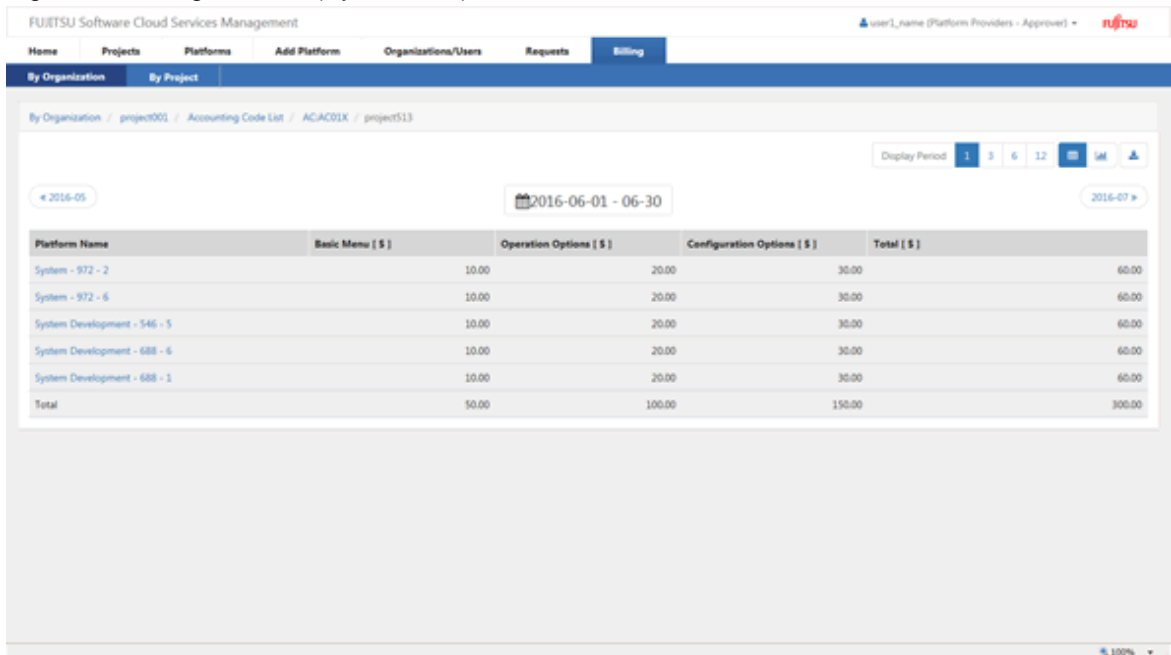 FUJITSU Software Cloud Services Management user1_name (Platform Providers - Approver) FUJITSU
Home Projects Platforms Add Platform Organizations/Users Requests Billing
By Organization By Project
By Organization / project001 / Accounting Code List / AC:AC01X / project513
Display Period 1 3 6 12
« 2016-05 2016-06-01 - 06-30 2016-07 »
Platform Name Basic Menu [ $ ] Operation Options [ $ ] Configuration Options [ $ ] Total [ $ ]
System - 972 - 2 10.00 20.00 30.00 60.00
System - 972 - 6 10.00 20.00 30.00 60.00
System Development - 546 - 5 10.00 20.00 30.00 60.00
System Development - 688 - 6 10.00 20.00 30.00 60.00
System Development - 688 - 1 10.00 20.00 30.00 60.00
Total 50.00 100.00 150.00 300.00
100%